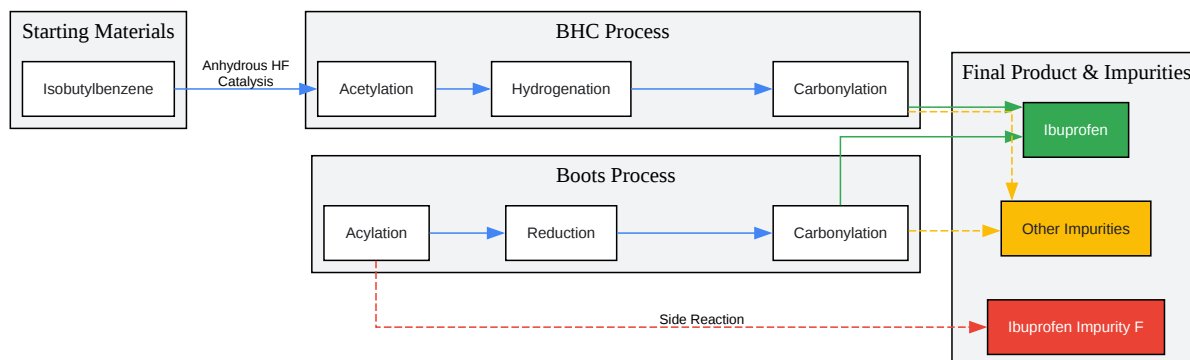 Starting Materials
Isobutylbenzene
Anhydrous HF
Catalysis
BHC Process
Acetylation
Hydrogenation
Carbonylation
Boots Process
Acylation
Reduction
Carbonylation
Side Reaction
Final Product & Impurities
Ibuprofen
Other Impurities
Ibuprofen Impurity F